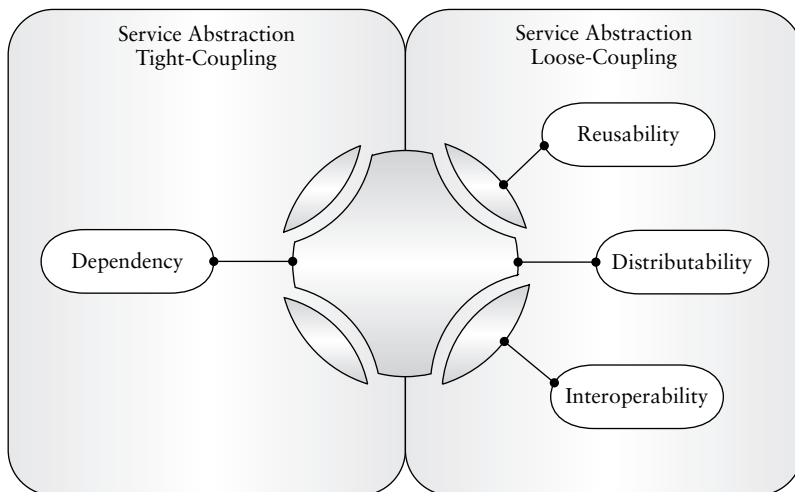 Service Abstraction
Tight-Coupling
Service Abstraction
Loose-Coupling
Reusability
Dependency
Distributability
Interoperability